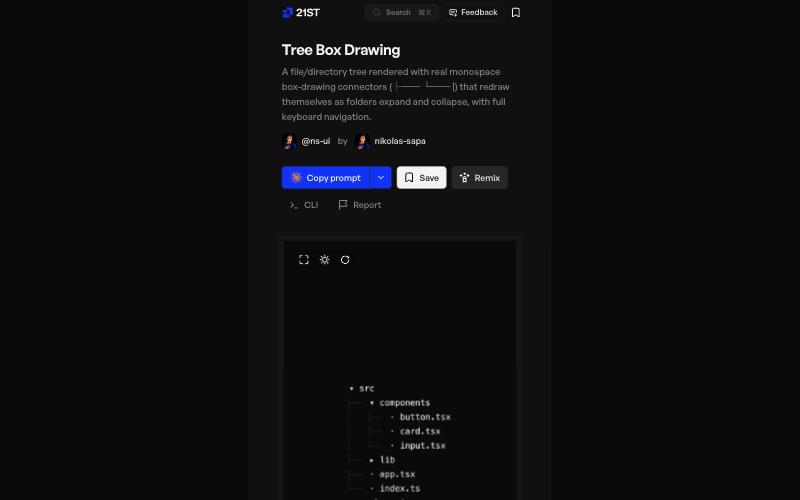 21ST
Search ⌘ K
Feedback
Tree Box Drawing
A file/directory tree rendered with real monospace
box-drawing connectors ( ├── └── │) that redraw
themselves as folders expand and collapse, with full
keyboard navigation.
@ns-ui by nikolas-sapa
Copy prompt
Save
Remix
CLI
Report
▾ src
├── ▾ components
│ ├── · button.tsx
│ ├── · card.tsx
│ └── · input.tsx
├── ▸ lib
├── · app.tsx
└── · index.ts